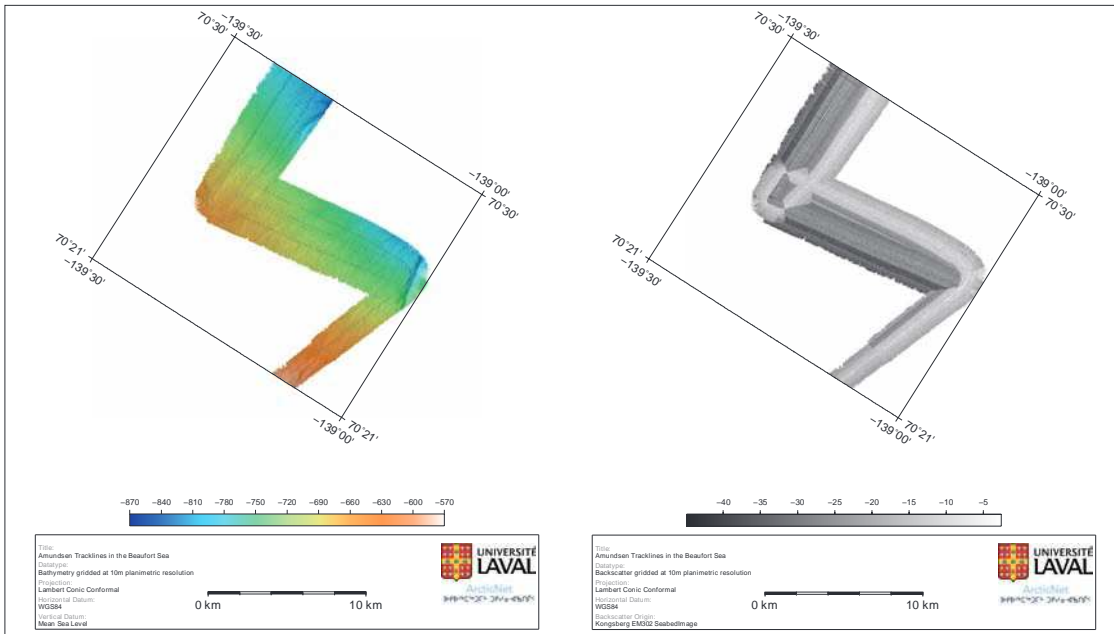 −139˚30'
70˚30'
−139˚00'
70˚30'
70˚21'
−139˚30'
70˚21'
−139˚00'
−870 −840 −810 −780 −750 −720 −690 −660 −630 −600 −570
Title:
Amundsen Tracklines in the Beaufort Sea
Datatype:
Bathymetry gridded at 10m planimetric resolution
Projection:
Lambert Conic Conformal
Horizontal Datum:
WGS84
Vertical Datum:
Mean Sea Level
0 km 10 km
UNIVERSITÉ
LAVAL
ArcticNet
−139˚30'
70˚30'
−139˚00'
70˚30'
70˚21'
−139˚30'
70˚21'
−139˚00'
−40 −35 −30 −25 −20 −15 −10 −5
Title:
Amundsen Tracklines in the Beaufort Sea
Datatype:
Backscatter gridded at 10m planimetric resolution
Projection:
Lambert Conic Conformal
Horizontal Datum:
WGS84
Backscatter Origin:
Kongsberg EM302 SeabedImage
0 km 10 km
UNIVERSITÉ
LAVAL
ArcticNet